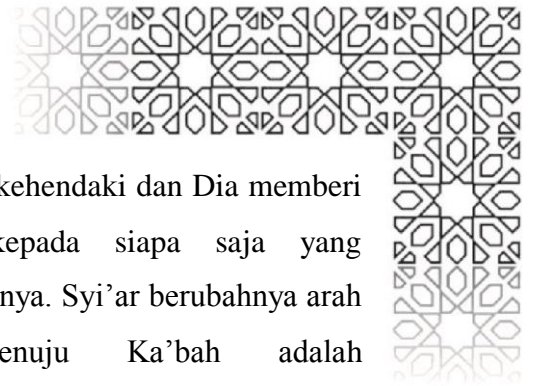 kehendaki dan Dia memberi
kepada siapa saja yang
nya. Syi’ar berubahnya arah
enuju Ka’bah adalah